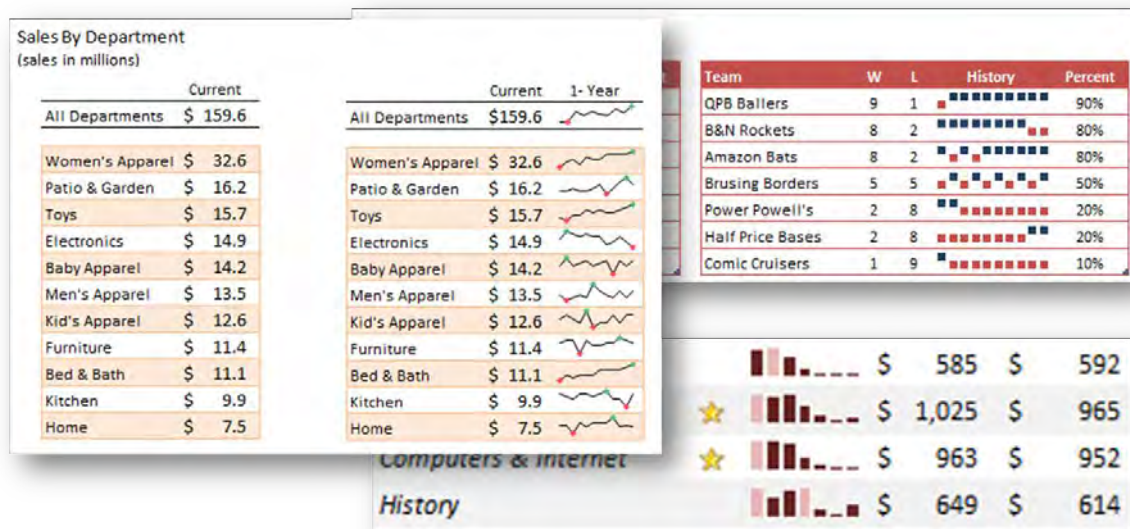 Sales By Department
(sales in millions)
Current
All Departments $ 159.6
Women's Apparel $ 32.6
Patio & Garden $ 16.2
Toys $ 15.7
Electronics $ 14.9
Baby Apparel $ 14.2
Men's Apparel $ 13.5
Kid's Apparel $ 12.6
Furniture $ 11.4
Bed & Bath $ 11.1
Kitchen $ 9.9
Home $ 7.5
Current 1- Year
All Departments $159.6
Women's Apparel $ 32.6
Patio & Garden $ 16.2
Toys $ 15.7
Electronics $ 14.9
Baby Apparel $ 14.2
Men's Apparel $ 13.5
Kid's Apparel $ 12.6
Furniture $ 11.4
Bed & Bath $ 11.1
Kitchen $ 9.9
Home $ 7.5
Team W L History Percent
QPB Ballers 9 1 90%
B&N Rockets 8 2 80%
Amazon Bats 8 2 80%
Brusing Borders 5 5 50%
Power Powell's 2 8 20%
Half Price Bases 2 8 20%
Comic Cruisers 1 9 10%
$ 585 $ 592
$ 1,025 $ 965
Computers & Internet $ 963 $ 952
History $ 649 $ 614